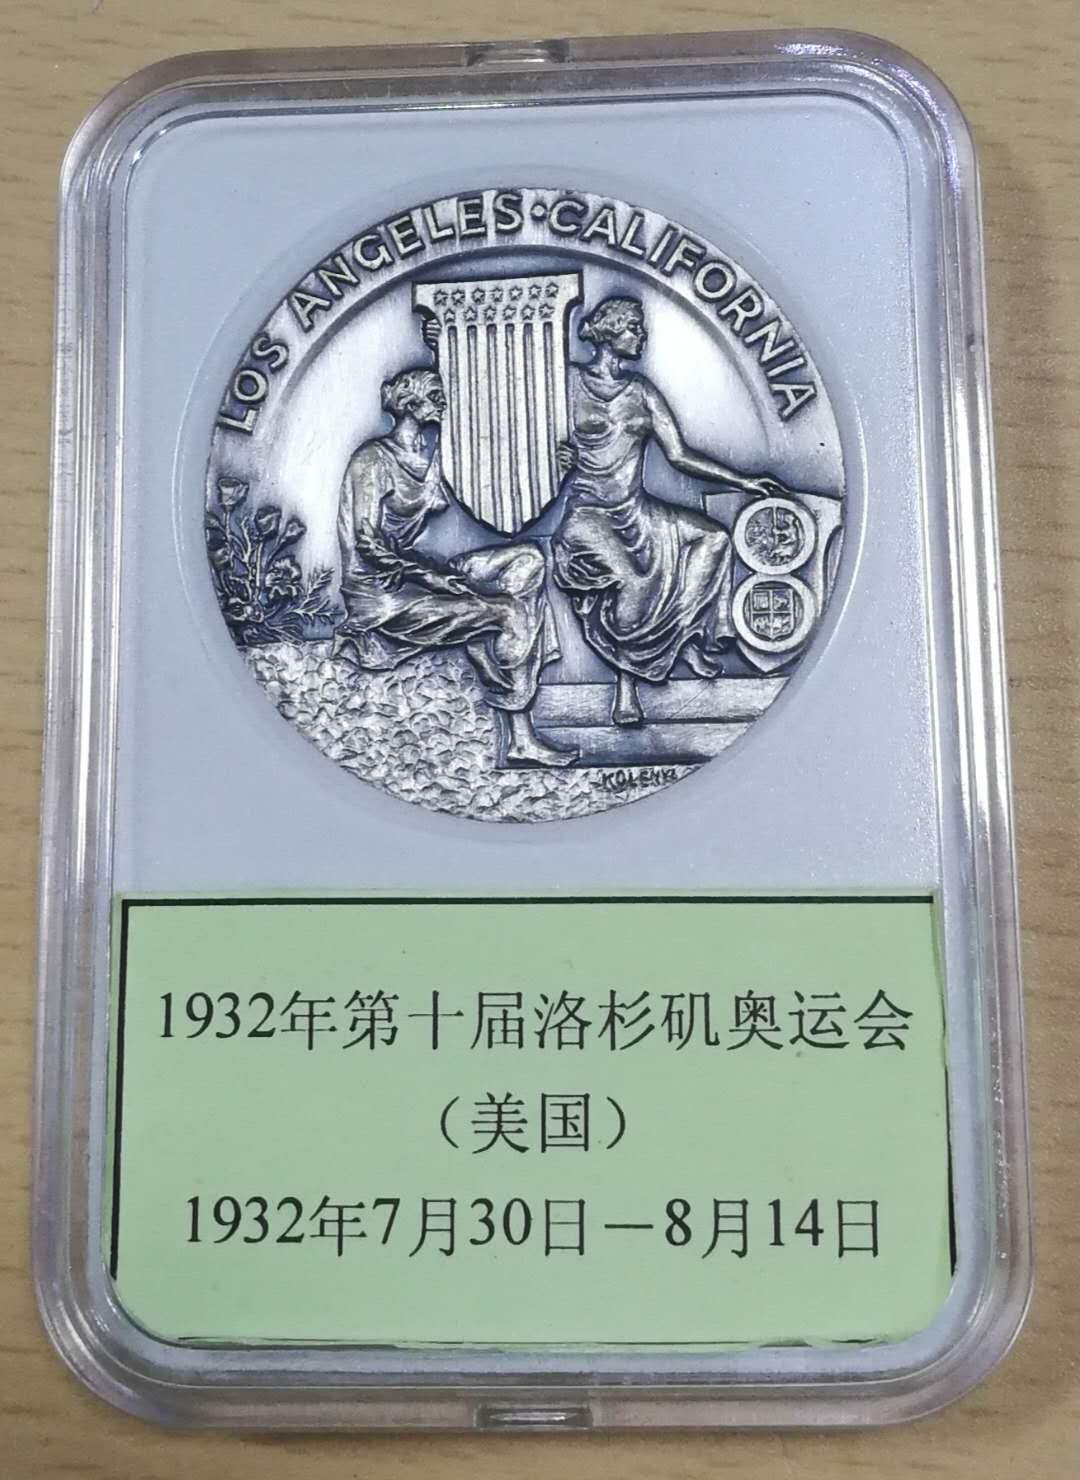 LOS ANGELES·CALIFORNIA
1932年第十届洛杉矶奥运会
（美国）
1932年7月30日—8月14日